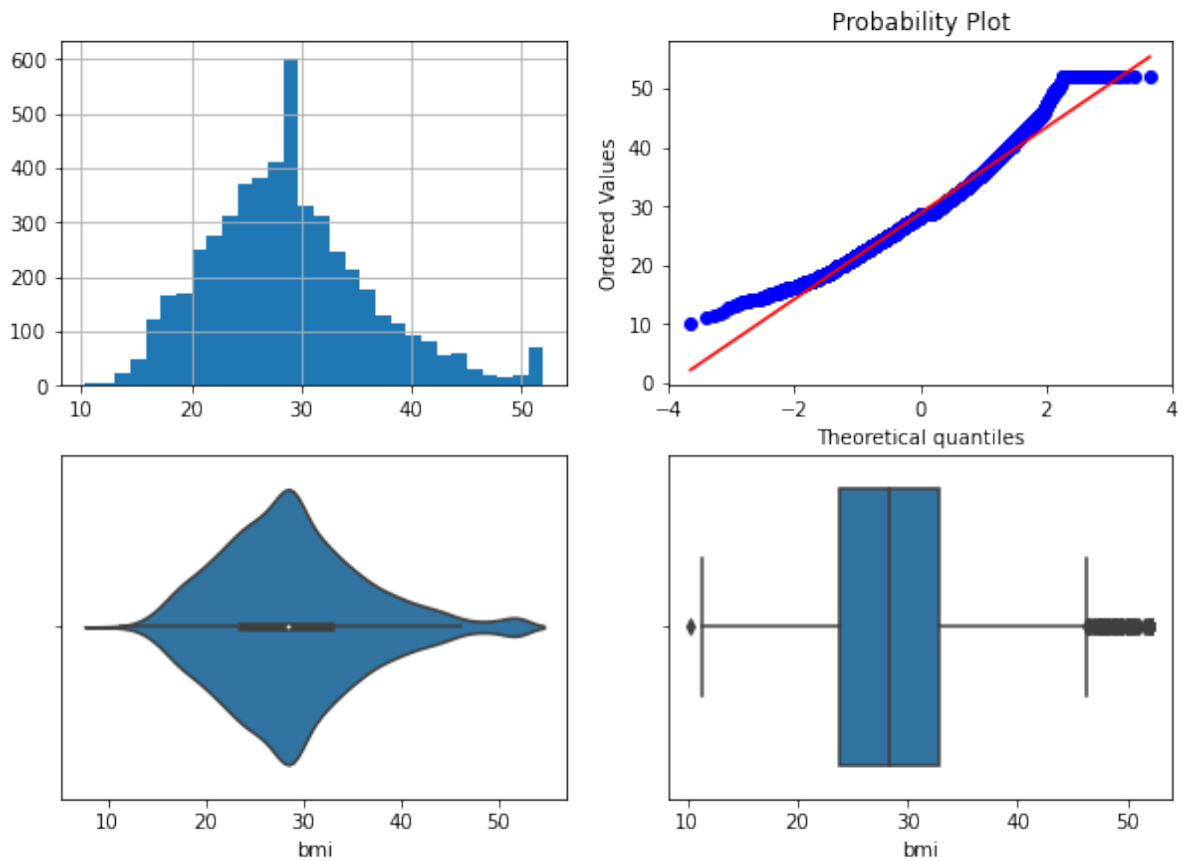 600
500
400
300
200
100
0
10 20 30 40 50
Probability Plot
Ordered Values
50
40
30
20
10
0
−4 −2 0 2 4
Theoretical quantiles
10 20 30 40 50
bmi
10 20 30 40 50
bmi